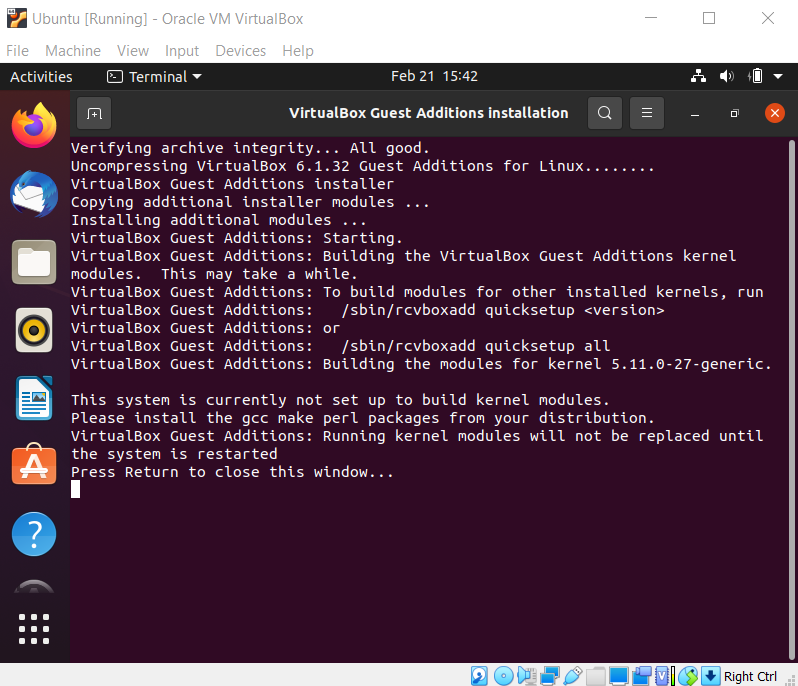 Ubuntu [Running] - Oracle VM VirtualBox
File Machine View Input Devices Help
Activities Terminal Feb 21 15:42
VirtualBox Guest Additions installation
Verifying archive integrity... All good.
Uncompressing VirtualBox 6.1.32 Guest Additions for Linux........
VirtualBox Guest Additions installer
Copying additional installer modules ...
Installing additional modules ...
VirtualBox Guest Additions: Starting.
VirtualBox Guest Additions: Building the VirtualBox Guest Additions kernel
modules.  This may take a while.
VirtualBox Guest Additions: To build modules for other installed kernels, run
VirtualBox Guest Additions:   /sbin/rcvboxadd quicksetup <version>
VirtualBox Guest Additions: or
VirtualBox Guest Additions:   /sbin/rcvboxadd quicksetup all
VirtualBox Guest Additions: Building the modules for kernel 5.11.0-27-generic.
This system is currently not set up to build kernel modules.
Please install the gcc make perl packages from your distribution.
VirtualBox Guest Additions: Running kernel modules will not be replaced until
the system is restarted
Press Return to close this window...
Right Ctrl